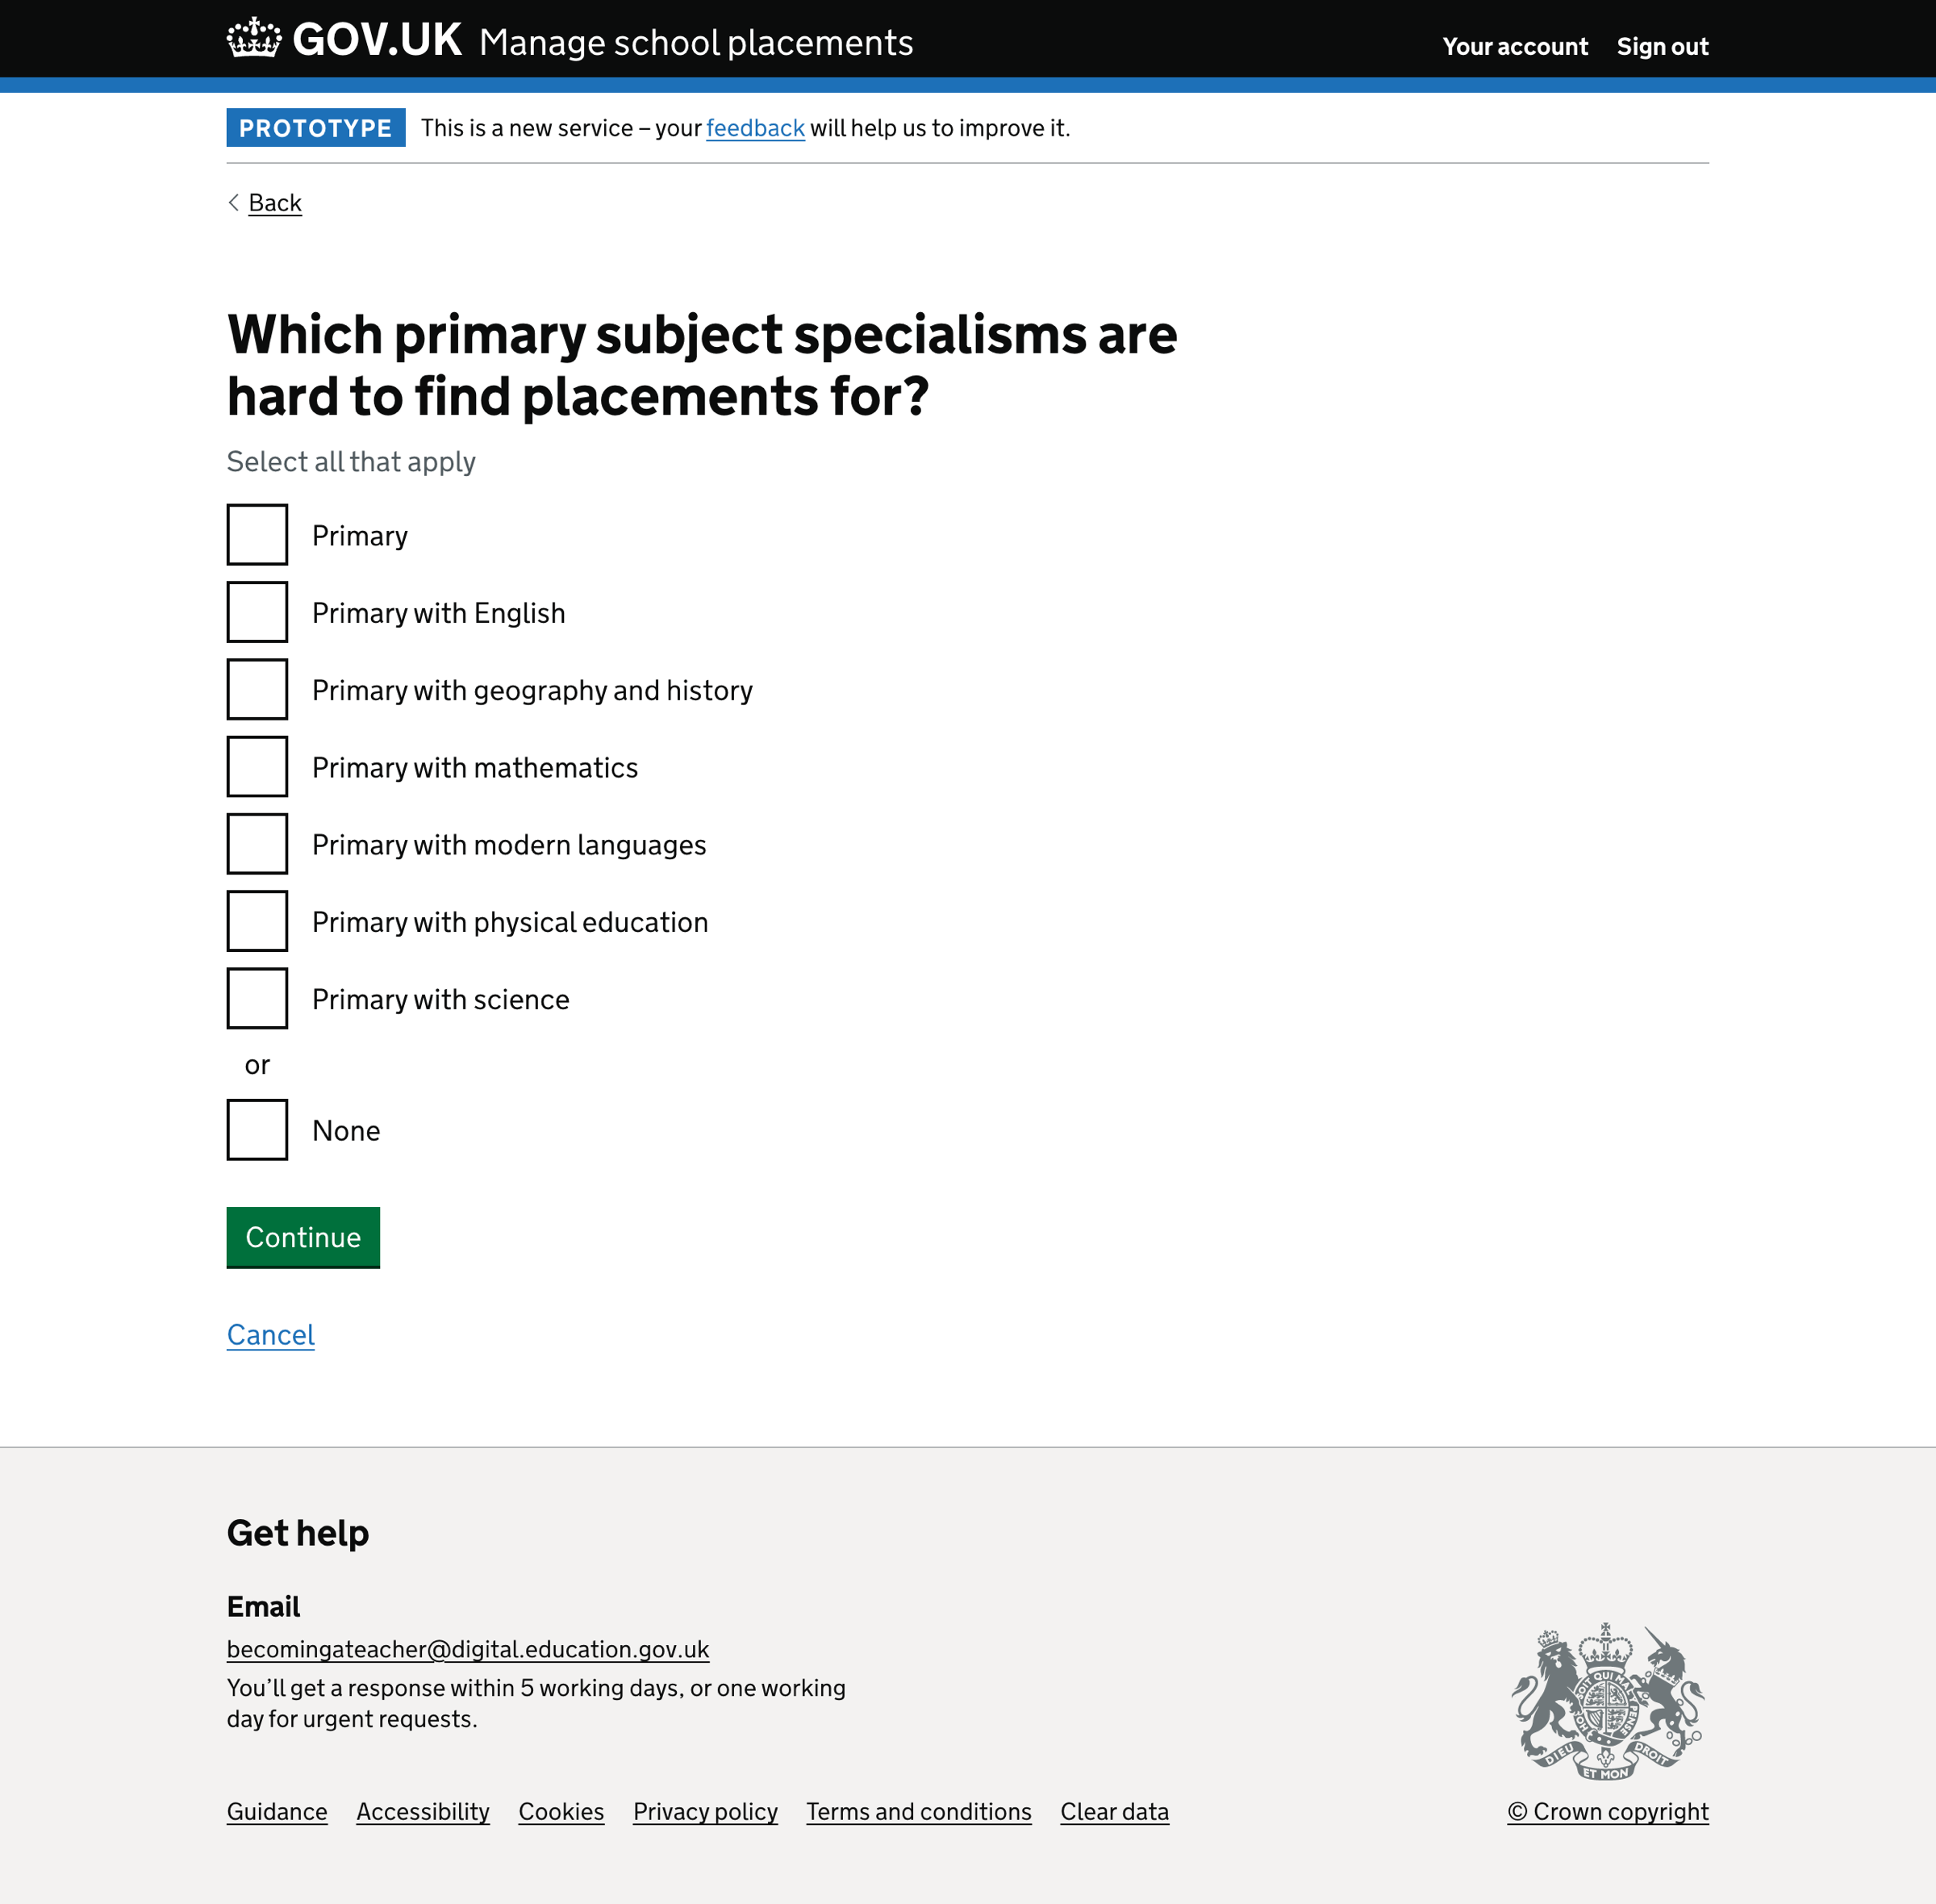 GOV.UK Manage school placements
Your account Sign out
PROTOTYPE This is a new service – your feedback will help us to improve it.
Back
Which primary subject specialisms are
hard to find placements for?
Select all that apply
Primary
Primary with English
Primary with geography and history
Primary with mathematics
Primary with modern languages
Primary with physical education
Primary with science
or
None
Continue
Cancel
Get help
Email
becomingateacher@digital.education.gov.uk
You’ll get a response within 5 working days, or one working
day for urgent requests.
DIEU ET MON DROIT
Guidance Accessibility Cookies Privacy policy Terms and conditions Clear data
© Crown copyright